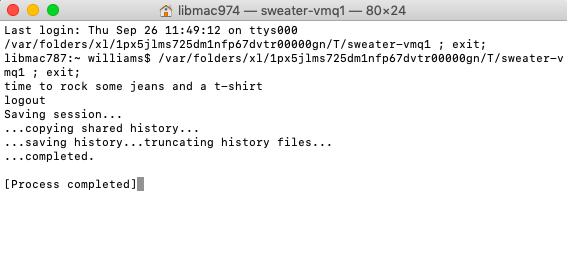 libmac974 — sweater-vmq1 — 80×24
Last login: Thu Sep 26 11:49:12 on ttys000
/var/folders/xl/1px5jlms725dm1nfp67dvtr00000gn/T/sweater-vmq1 ; exit;
libmac787:~ williams$ /var/folders/xl/1px5jlms725dm1nfp67dvtr00000gn/T/sweater-v
mq1 ; exit;
time to rock some jeans and a t-shirt
logout
Saving session...
...copying shared history...
...saving history...truncating history files...
...completed.
[Process completed]